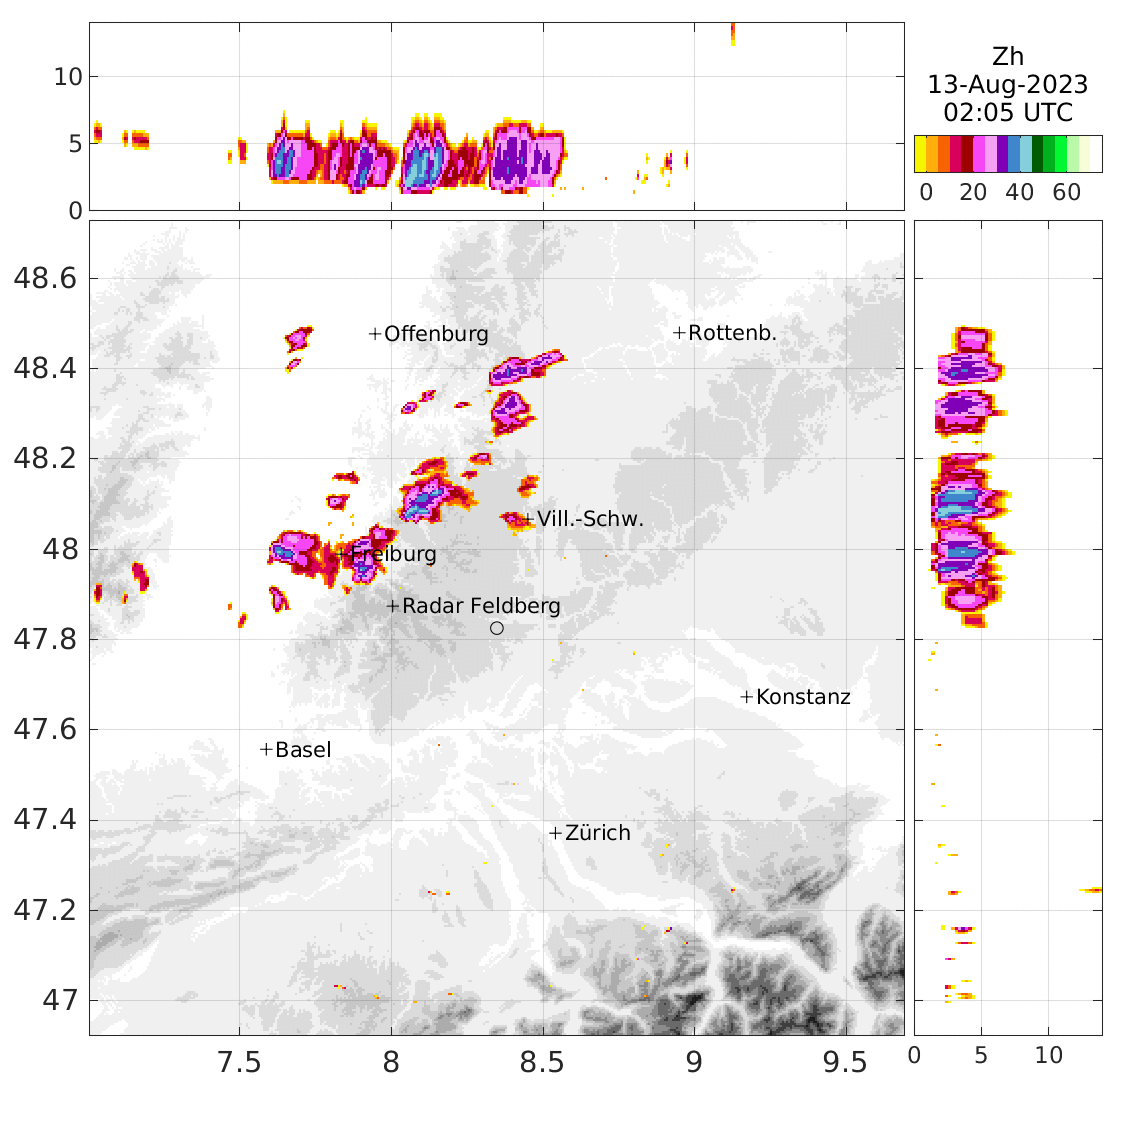 Zh
13-Aug-2023
02:05 UTC
0 20 40 60
10
5
0
48.6
48.4
48.2
48
47.8
47.6
47.4
47.2
47
Offenburg
Rottenb.
Vill.-Schw.
Freiburg
Radar Feldberg
Konstanz
Basel
Zürich
7.5 8 8.5 9 9.5
0 5 10